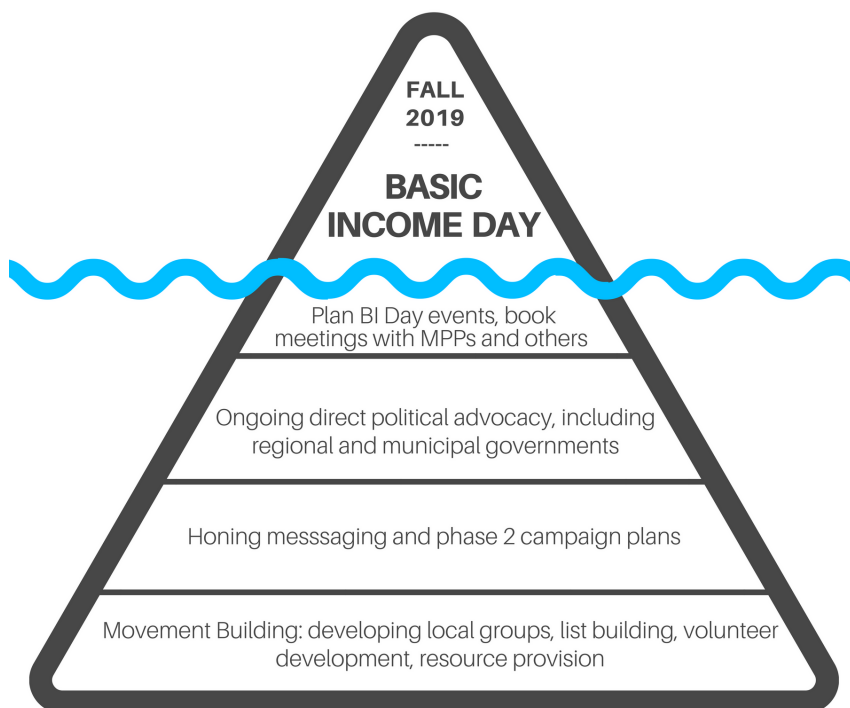 FALL
2019
-----
BASIC
INCOME DAY
Plan BI Day events, book
meetings with MPPs and others
Ongoing direct political advocacy, including
regional and municipal governments
Honing messsaging and phase 2 campaign plans
Movement Building: developing local groups, list building, volunteer
development, resource provision